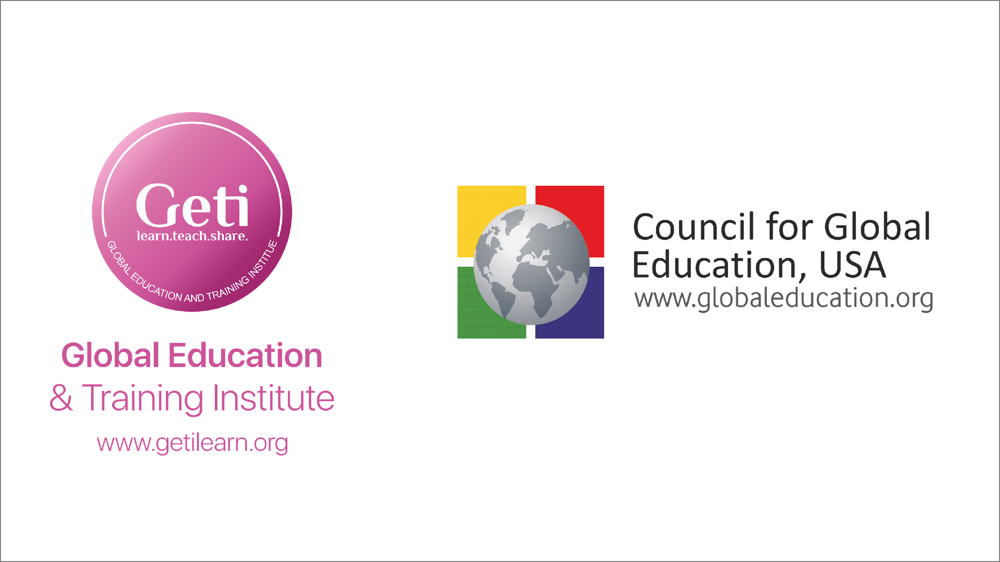 Geti
learn.teach.share.
GLOBAL EDUCATION AND TRAINING INSTITUE
Global Education
& Training Institute
www.getilearn.org
Council for Global
Education, USA
www.globaleducation.org